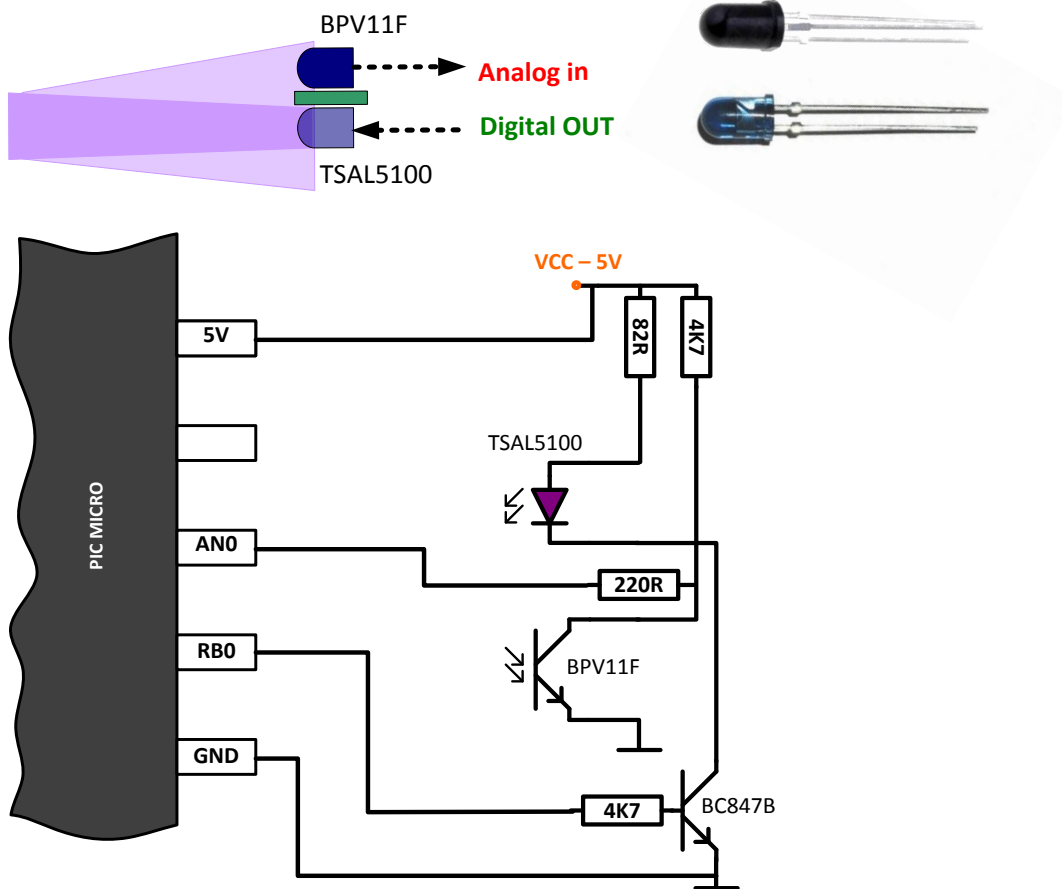 BPV11F
Analog in
Digital OUT
TSAL5100
VCC – 5V
5V
82R
4K7
TSAL5100
PIC MICRO
AN0
220R
RB0
BPV11F
GND
4K7
BC847B